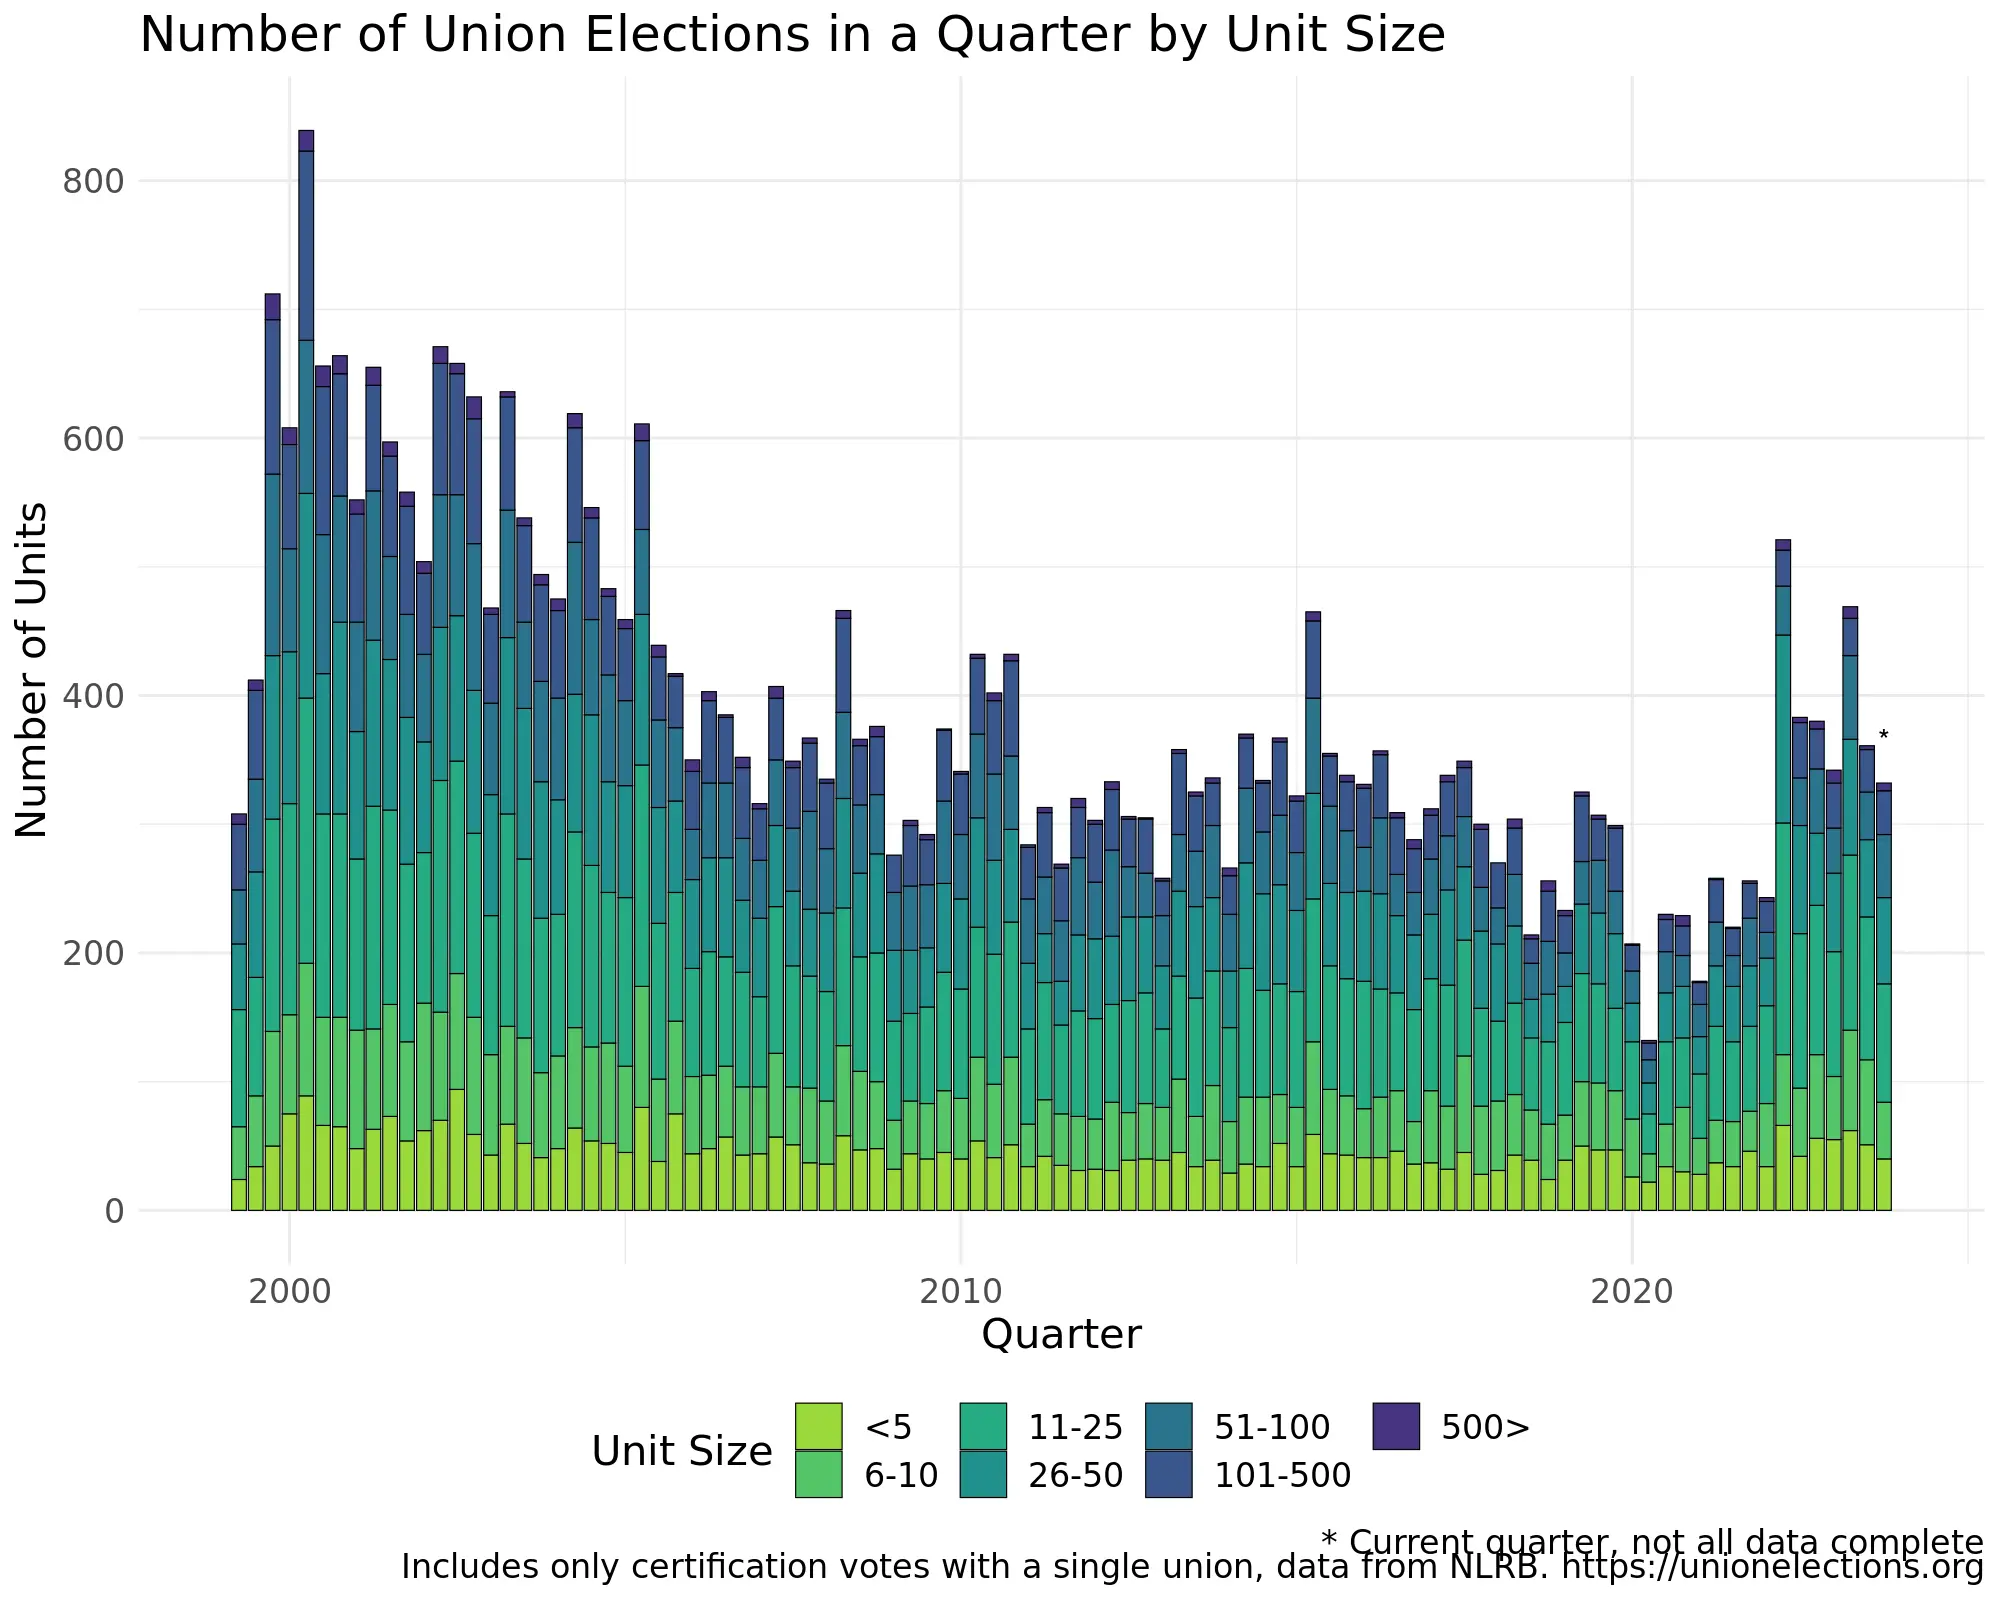 Number of Union Elections in a Quarter by Unit Size
Number of Units
800
600
400
200
0
*
2000 2010 2020
Quarter
Unit Size
<5 11-25 51-100 500>
6-10 26-50 101-500
* Current quarter, not all data complete
Includes only certification votes with a single union, data from NLRB. https://unionelections.org